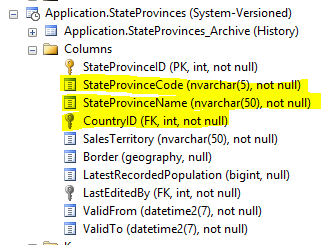 Application.StateProvinces (System-Versioned)
Application.StateProvinces_Archive (History)
Columns
StateProvinceID (PK, int, not null)
StateProvinceCode (nvarchar(5), not null)
StateProvinceName (nvarchar(50), not null)
CountryID (FK, int, not null)
SalesTerritory (nvarchar(50), not null)
Border (geography, null)
LatestRecordedPopulation (bigint, null)
LastEditedBy (FK, int, not null)
ValidFrom (datetime2(7), not null)
ValidTo (datetime2(7), not null)